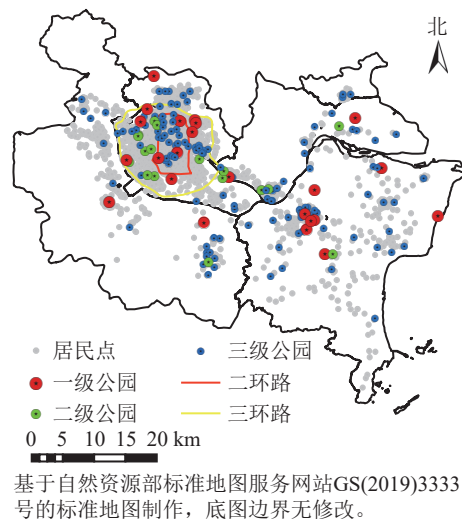 北
居民点
三级公园
一级公园
二环路
二级公园
三环路
0 5 10 15 20 km
基于自然资源部标准地图服务网站GS(2019)3333
号的标准地图制作，底图边界无修改。